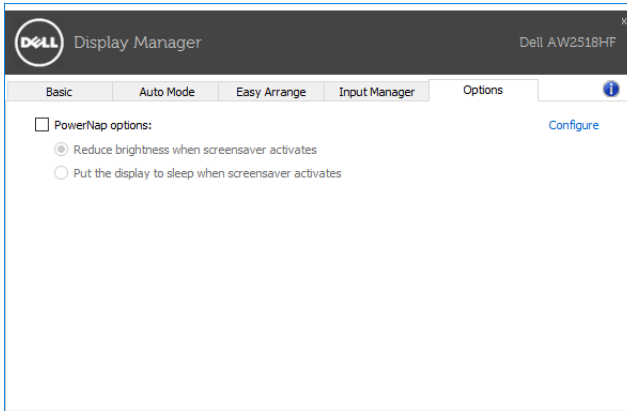 DELL
Display Manager
Dell AW2518HF
x
Basic
Auto Mode
Easy Arrange
Input Manager
Options
i
PowerNap options:
Configure
Reduce brightness when screensaver activates
Put the display to sleep when screensaver activates